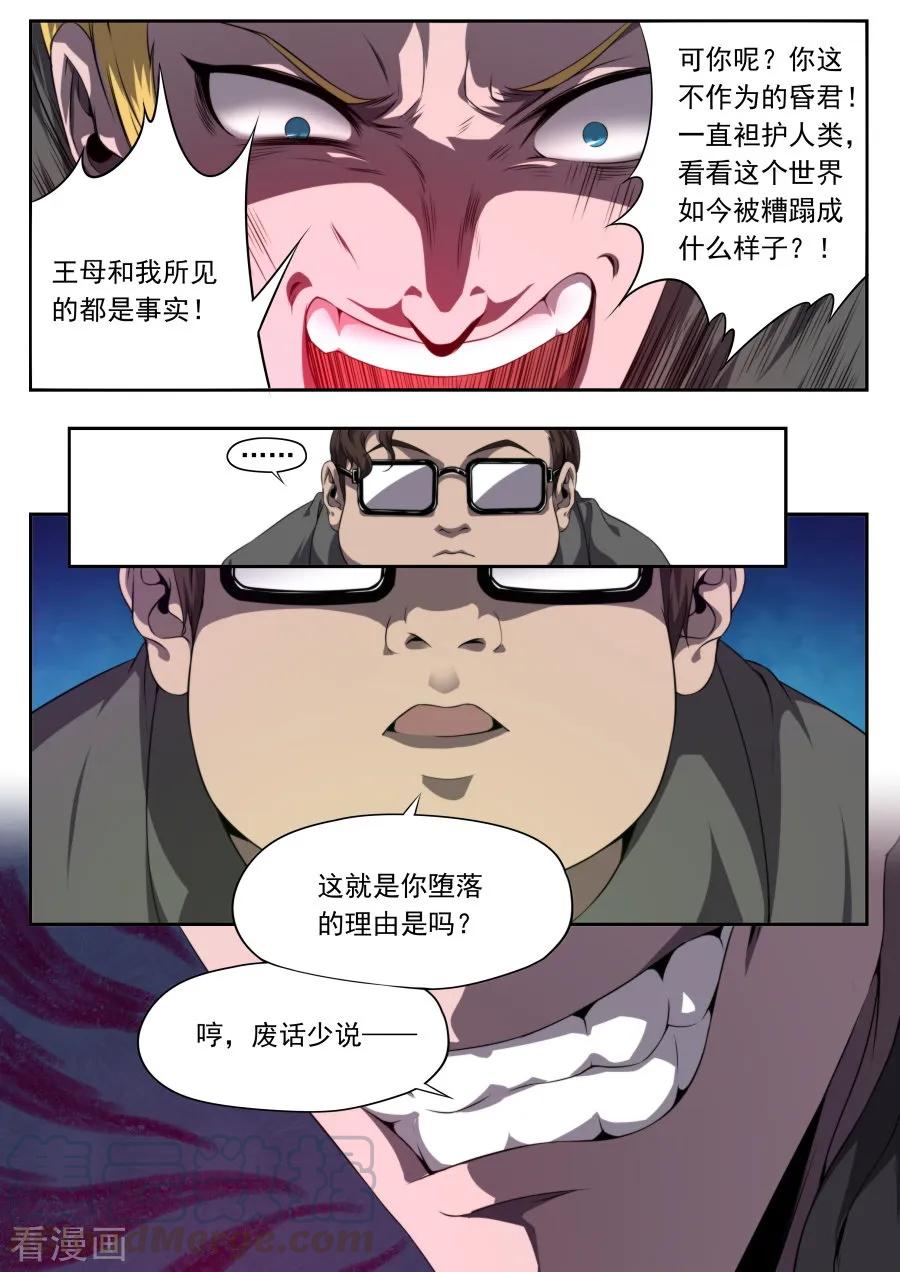 可你呢？你这
不作为的昏君！
一直袒护人类，
看看这个世界
如今被糟蹋成
什么样子？！
王母和我所见
的都是事实！
……
这就是你堕落
的理由是吗？
哼，废话少说——
看漫画